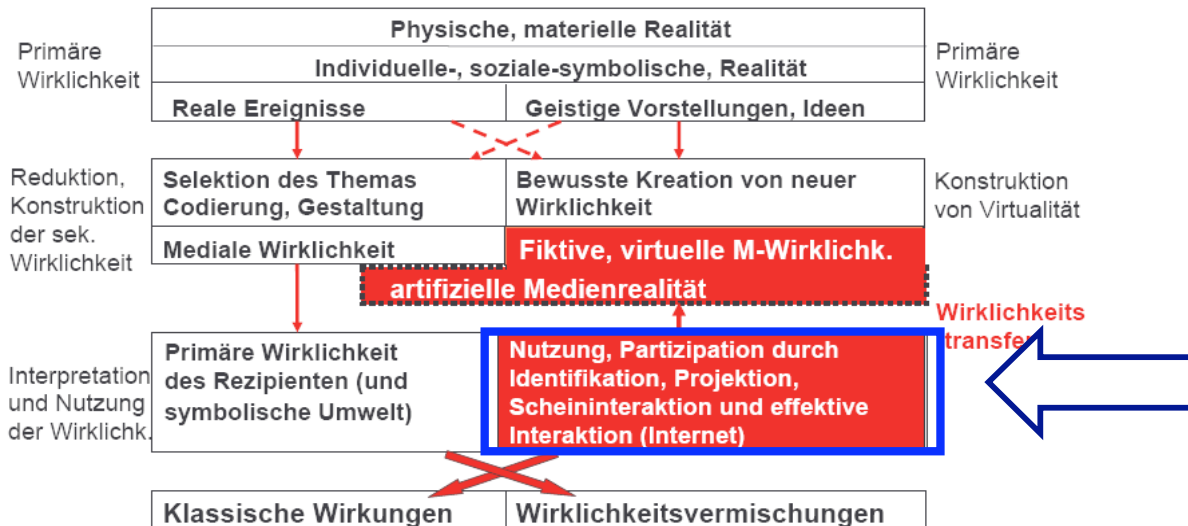 Physische, materielle Realität
Primäre
Wirklichkeit
Individuelle-, soziale-symbolische, Realität
Primäre
Wirklichkeit
Reale Ereignisse
Geistige Vorstellungen, Ideen
Reduktion,
Konstruktion
der sek.
Wirklichkeit
Selektion des Themas
Codierung, Gestaltung
Bewusste Kreation von neuer
Wirklichkeit
Konstruktion
von Virtualität
Mediale Wirklichkeit
Fiktive, virtuelle M-Wirklichk.
artifizielle Medienrealität
Wirklichkeits
transfer
Interpretation
und Nutzung
der Wirklichk.
Primäre Wirklichkeit
des Rezipienten (und
symbolische Umwelt)
Nutzung, Partizipation durch
Identifikation, Projektion,
Scheininteraktion und effektive
Interaktion (Internet)
Klassische Wirkungen
Wirklichkeitsvermischungen